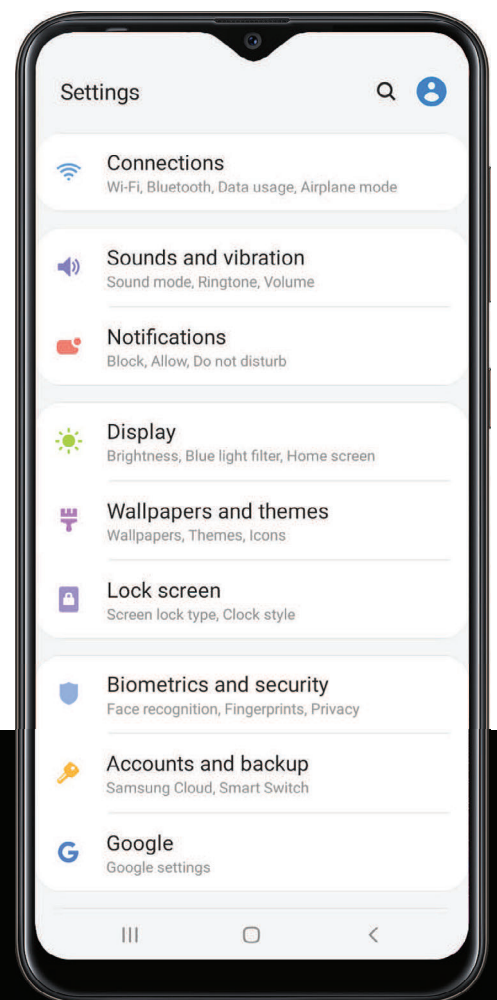 Settings
Connections
Wi-Fi, Bluetooth, Data usage, Airplane mode
Sounds and vibration
Sound mode, Ringtone, Volume
Notifications
Block, Allow, Do not disturb
Display
Brightness, Blue light filter, Home screen
Wallpapers and themes
Wallpapers, Themes, Icons
Lock screen
Screen lock type, Clock style
Biometrics and security
Face recognition, Fingerprints, Privacy
Accounts and backup
Samsung Cloud, Smart Switch
Google
Google settings